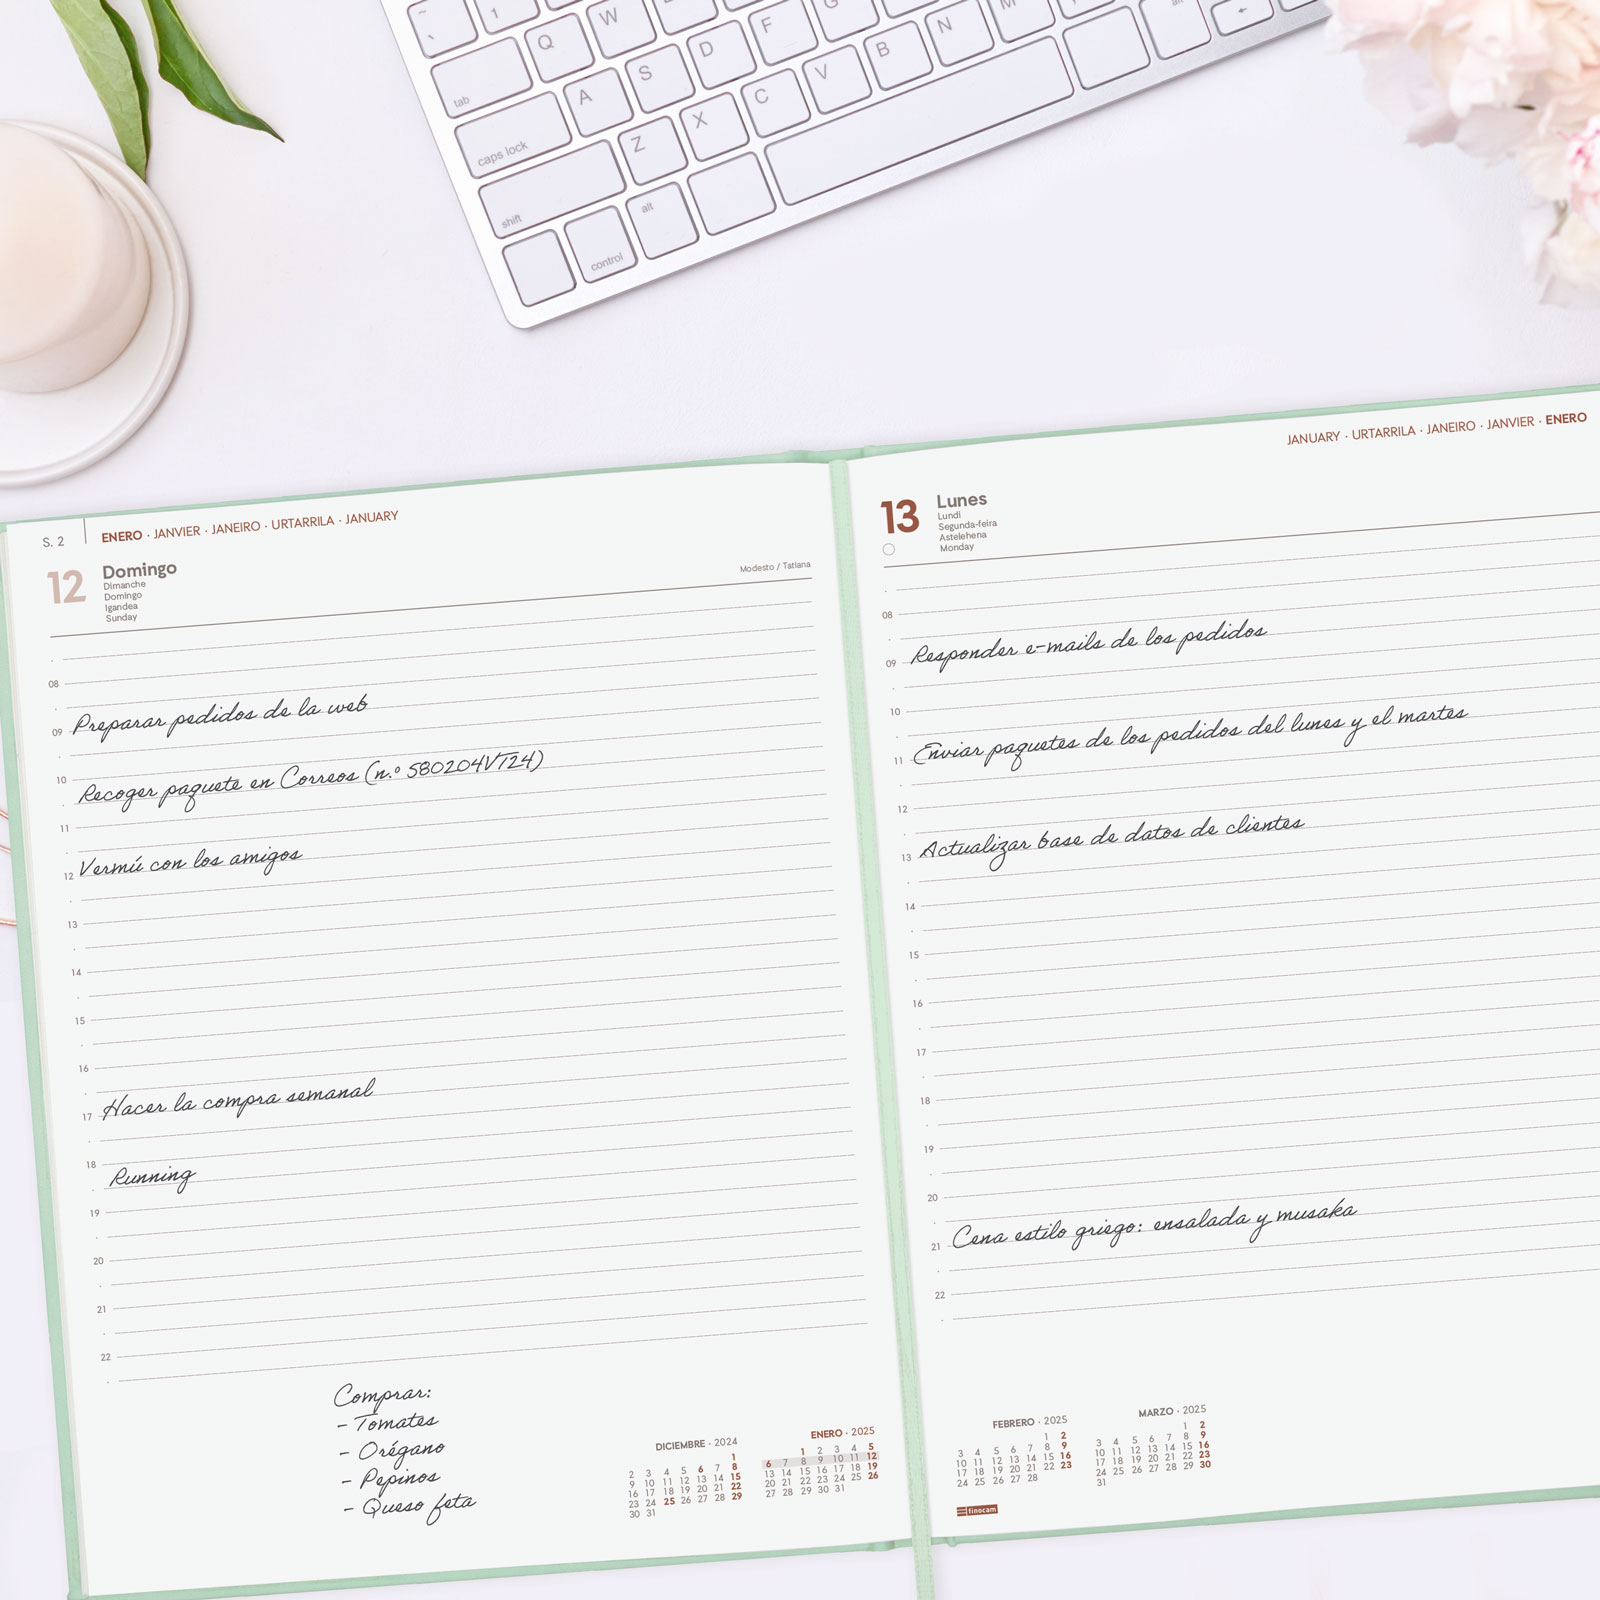 ~
`
1
tab
Q
W
caps lock
A
S
D
F
G
shift
Z
X
C
V
B
N
M
control
alt
S. 2
ENERO · JANVIER · JANEIRO · URTARRILA · JANUARY
12
Domingo
Dimanche
Domingo
Igandea
Sunday
Modesto / Tatiana
08
09 Preparar pedidos de la web
10
Recoger paquete en Correos (n.º 580204VT24)
11
12 Vermú con los amigos
13
14
15
16
17 Hacer la compra semanal
18
Running
19
20
21
22
Comprar:
- Tomates
- Orégano
- Pepinos
- Queso feta
DICIEMBRE · 2024
1
2 3 4 5 6 7 8
9 10 11 12 13 14 15
16 17 18 19 20 21 22
23 24 25 26 27 28 29
30 31
ENERO · 2025
1 2 3 4 5
6 7 8 9 10 11 12
13 14 15 16 17 18 19
20 21 22 23 24 25 26
27 28 29 30 31
JANUARY · URTARRILA · JANEIRO · JANVIER · ENERO
13
Lunes
Lundi
Segunda-feira
Astelehena
Monday
08
09 Responder e-mails de los pedidos
10
11 Enviar paquetes de los pedidos del lunes y el martes
12
13 Actualizar base de datos de clientes
14
15
16
17
18
19
20
21 Cena estilo griego: ensalada y musaka
22
FEBRERO · 2025
1 2
3 4 5 6 7 8 9
10 11 12 13 14 15 16
17 18 19 20 21 22 23
24 25 26 27 28
MARZO · 2025
1 2
3 4 5 6 7 8 9
10 11 12 13 14 15 16
17 18 19 20 21 22 23
24 25 26 27 28 29 30
31
finocam